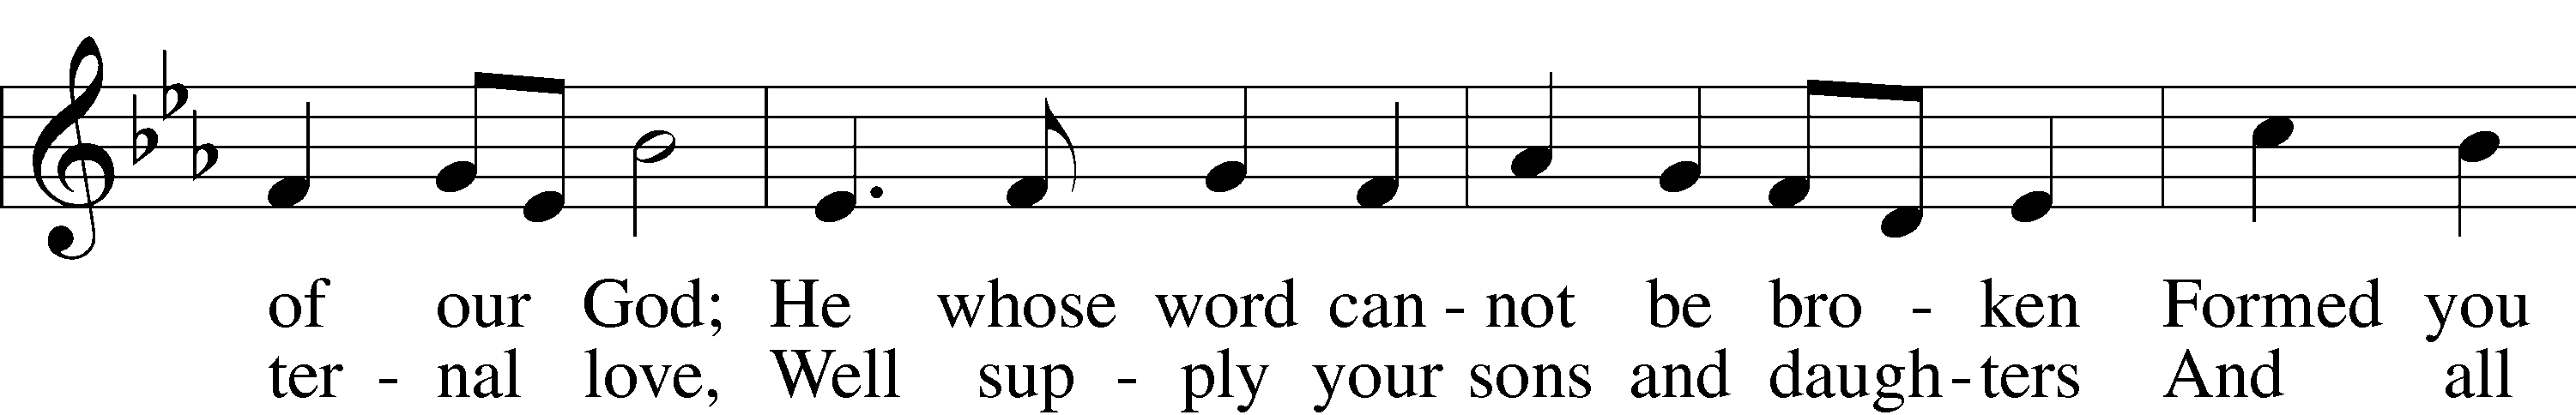 of our God; He whose word can - not be bro - ken Formed you
ter - nal love, Well sup - ply your sons and daugh - ters And all